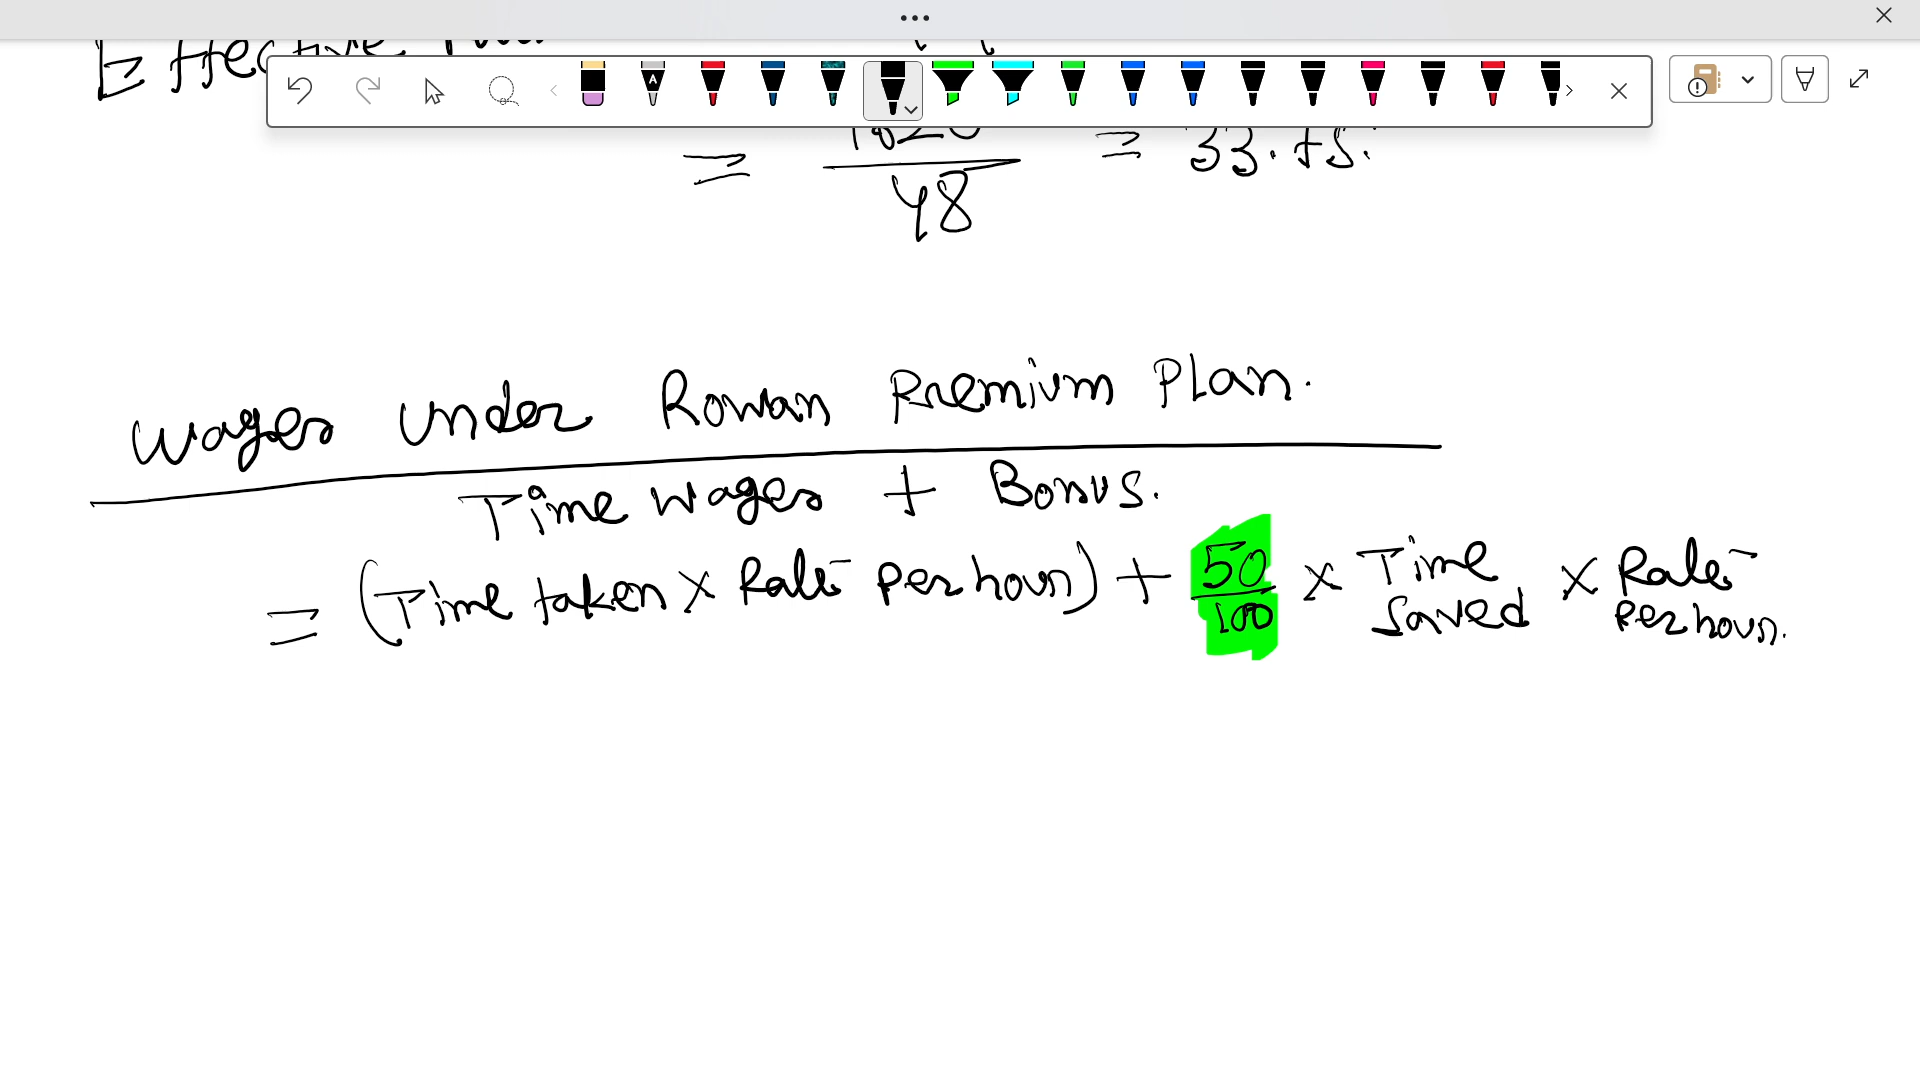 Effective
=
48
= 33.75.
Wages under Rowan Premium Plan.
Time wages + Bonus.
= (Time taken × Rate per hour) + 50/100 × Time saved × Rate per hour.